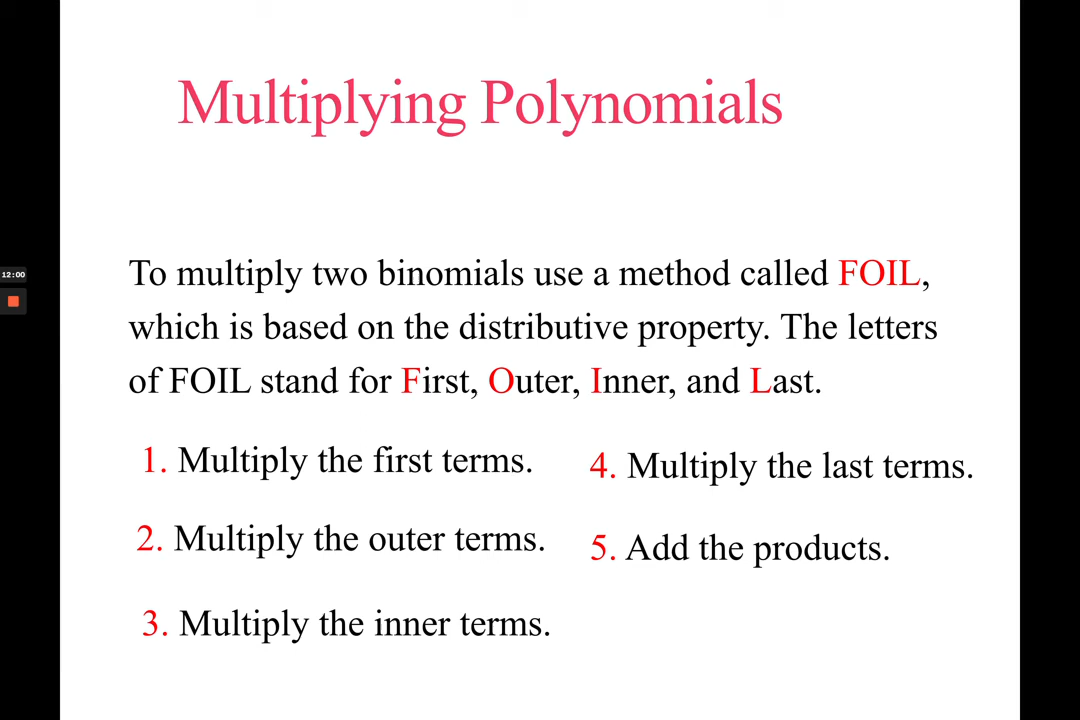 Multiplying Polynomials
12:00
To multiply two binomials use a method called FOIL,
which is based on the distributive property. The letters
of FOIL stand for First, Outer, Inner, and Last.
1. Multiply the first terms.
2. Multiply the outer terms.
3. Multiply the inner terms.
4. Multiply the last terms.
5. Add the products.